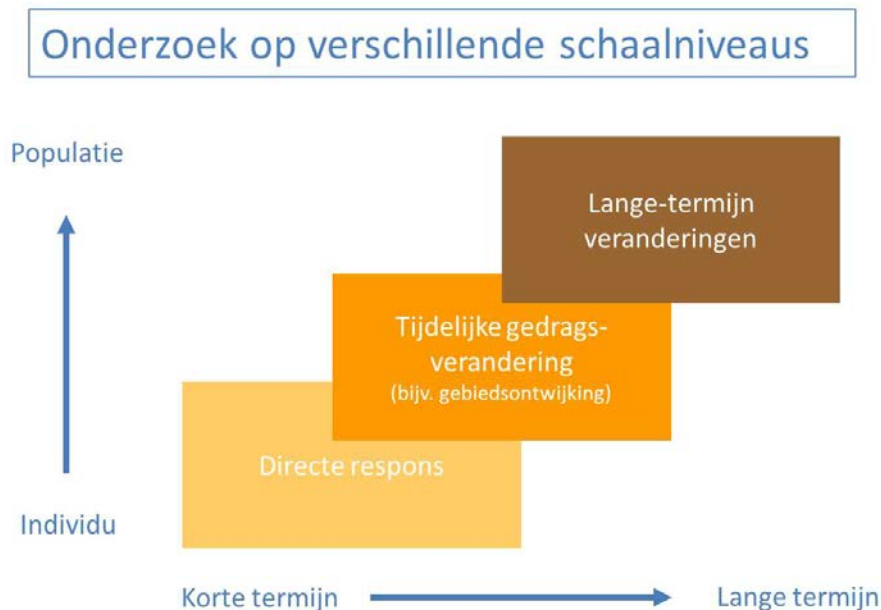 Onderzoek op verschillende schaalniveaus
Populatie
Lange-termijn
veranderingen
Tijdelijke gedrags-
verandering
(bijv. gebiedsontwijking)
Directe respons
Individu
Korte termijn
Lange termijn